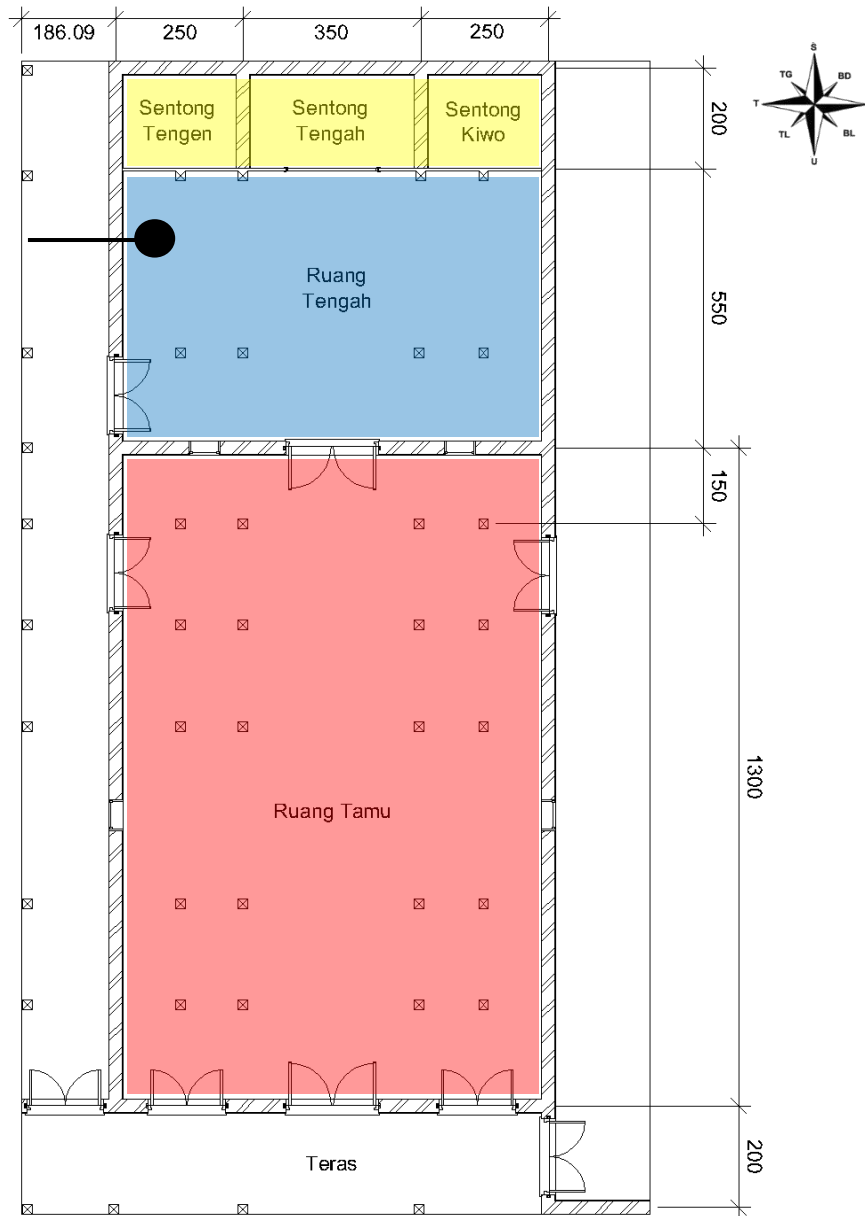 186.09
250
350
250
S
TG
BD
T
B
TL
BL
U
Sentong
Tengen
Sentong
Tengah
Sentong
Kiwo
200
Ruang
Tengah
550
150
Ruang Tamu
1300
Teras
200